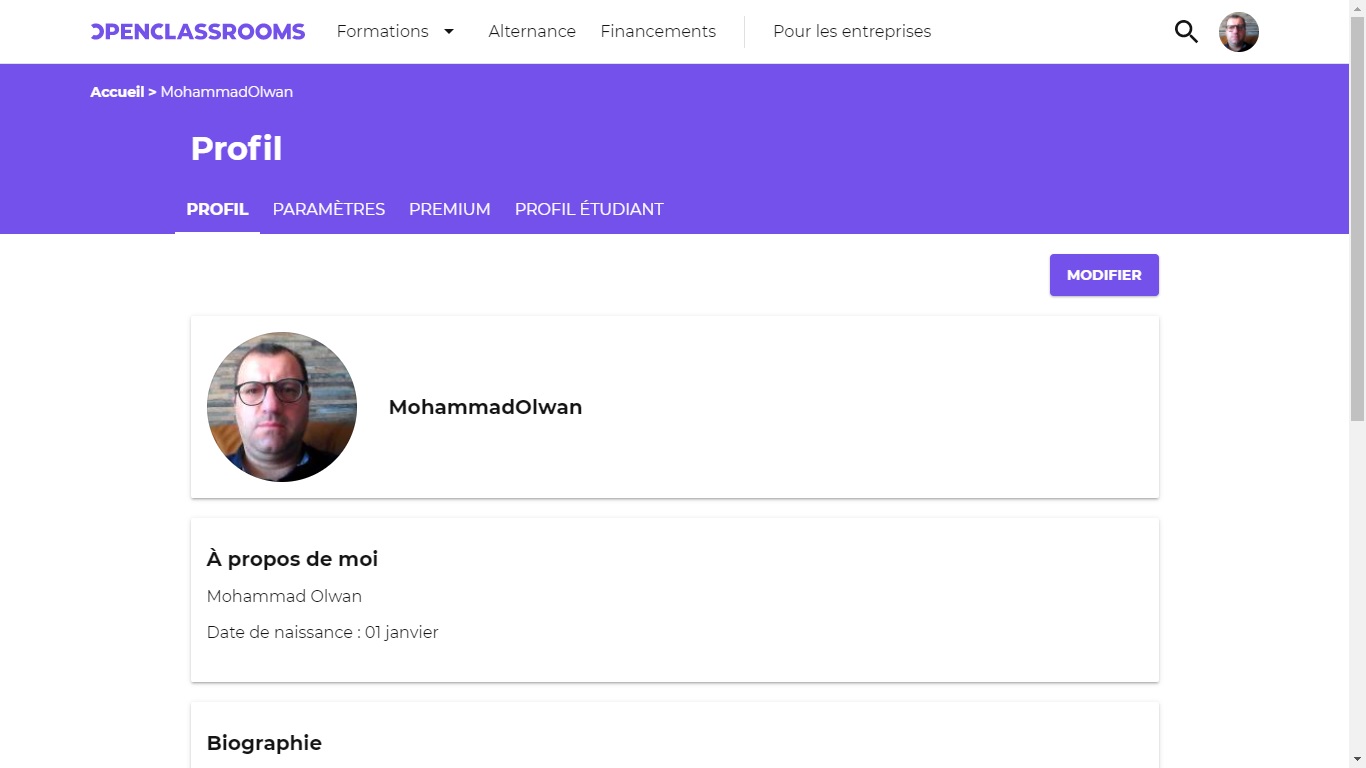 OPENCLASSROOMS Formations Alternance Financements Pour les entreprises
Accueil > MohammadOlwan
Profil
PROFIL PARAMÈTRES PREMIUM PROFIL ÉTUDIANT
MODIFIER
MohammadOlwan
À propos de moi
Mohammad Olwan
Date de naissance : 01 janvier
Biographie